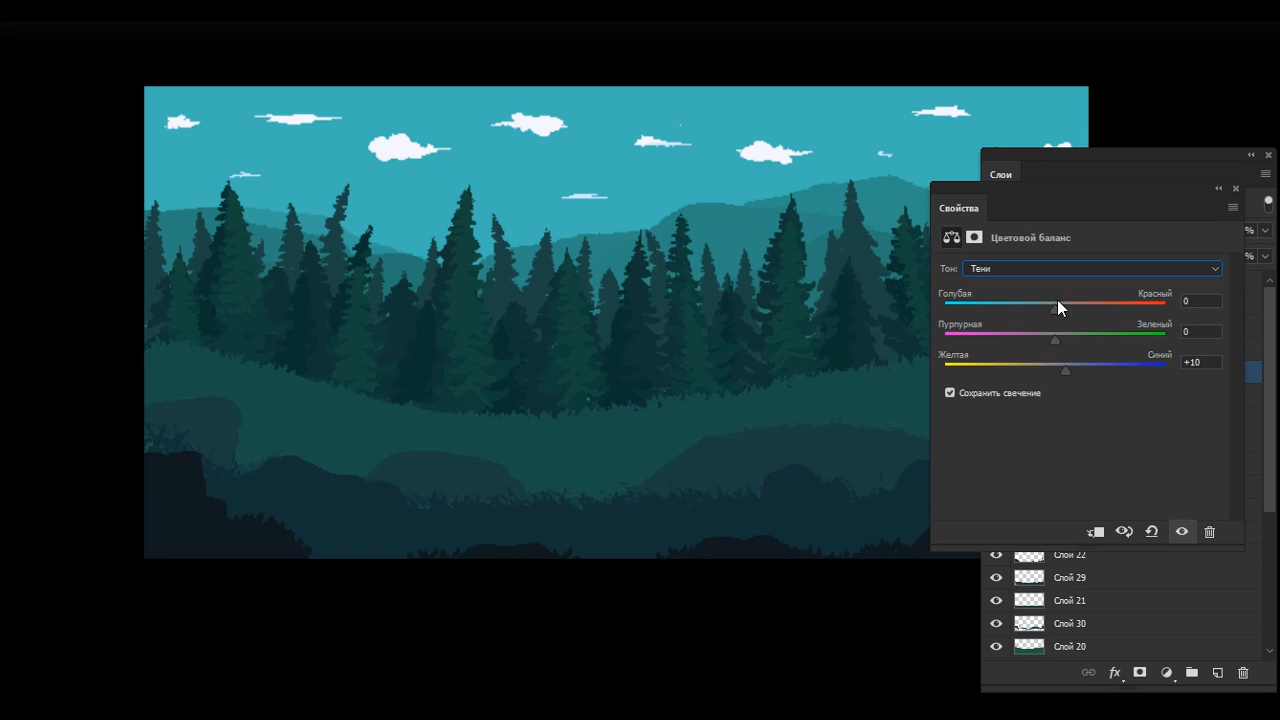 Слои
Свойства
%
Цветовой баланс
%
Тон: Тени
Голубая Красный
0
Пурпурная Зеленый
0
Желтая Синий
+10
Сохранить свечение
fx
Слой 22
Слой 29
Слой 21
Слой 30
Слой 20